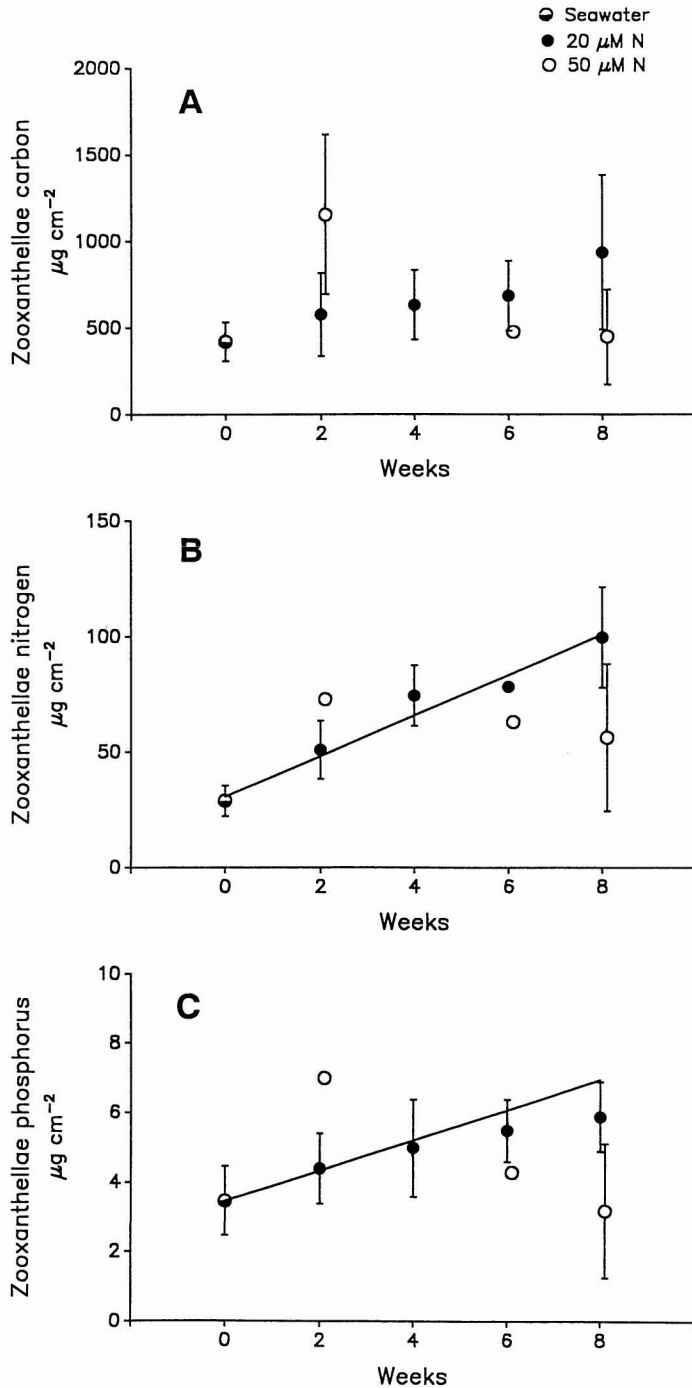 Seawater
20 µM N
50 µM N
A
2000
1500
1000
500
0
Zooxanthellae carbon
µg cm⁻²
0 2 4 6 8
Weeks
B
150
100
50
0
Zooxanthellae nitrogen
µg cm⁻²
0 2 4 6 8
Weeks
C
10
8
6
4
2
0
Zooxanthellae phosphorus
µg cm⁻²
0 2 4 6 8
Weeks